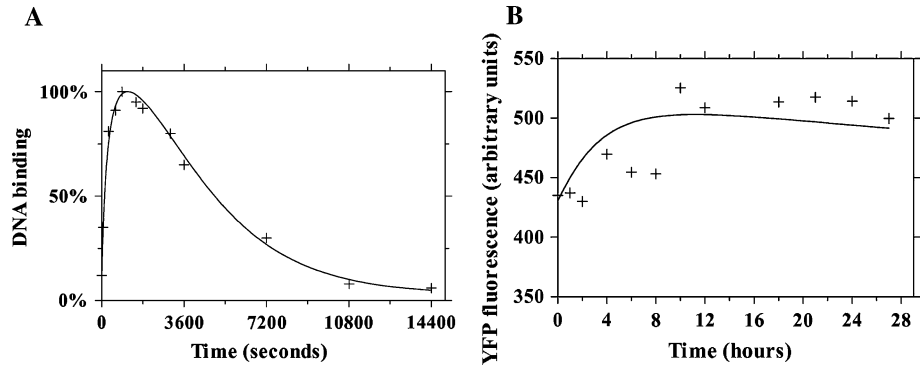 A
DNA binding
100%
50%
0%
0 3600 7200 10800 14400
Time (seconds)
B
YFP fluorescence (arbitrary units)
550
500
450
400
350
0 4 8 12 16 20 24 28
Time (hours)